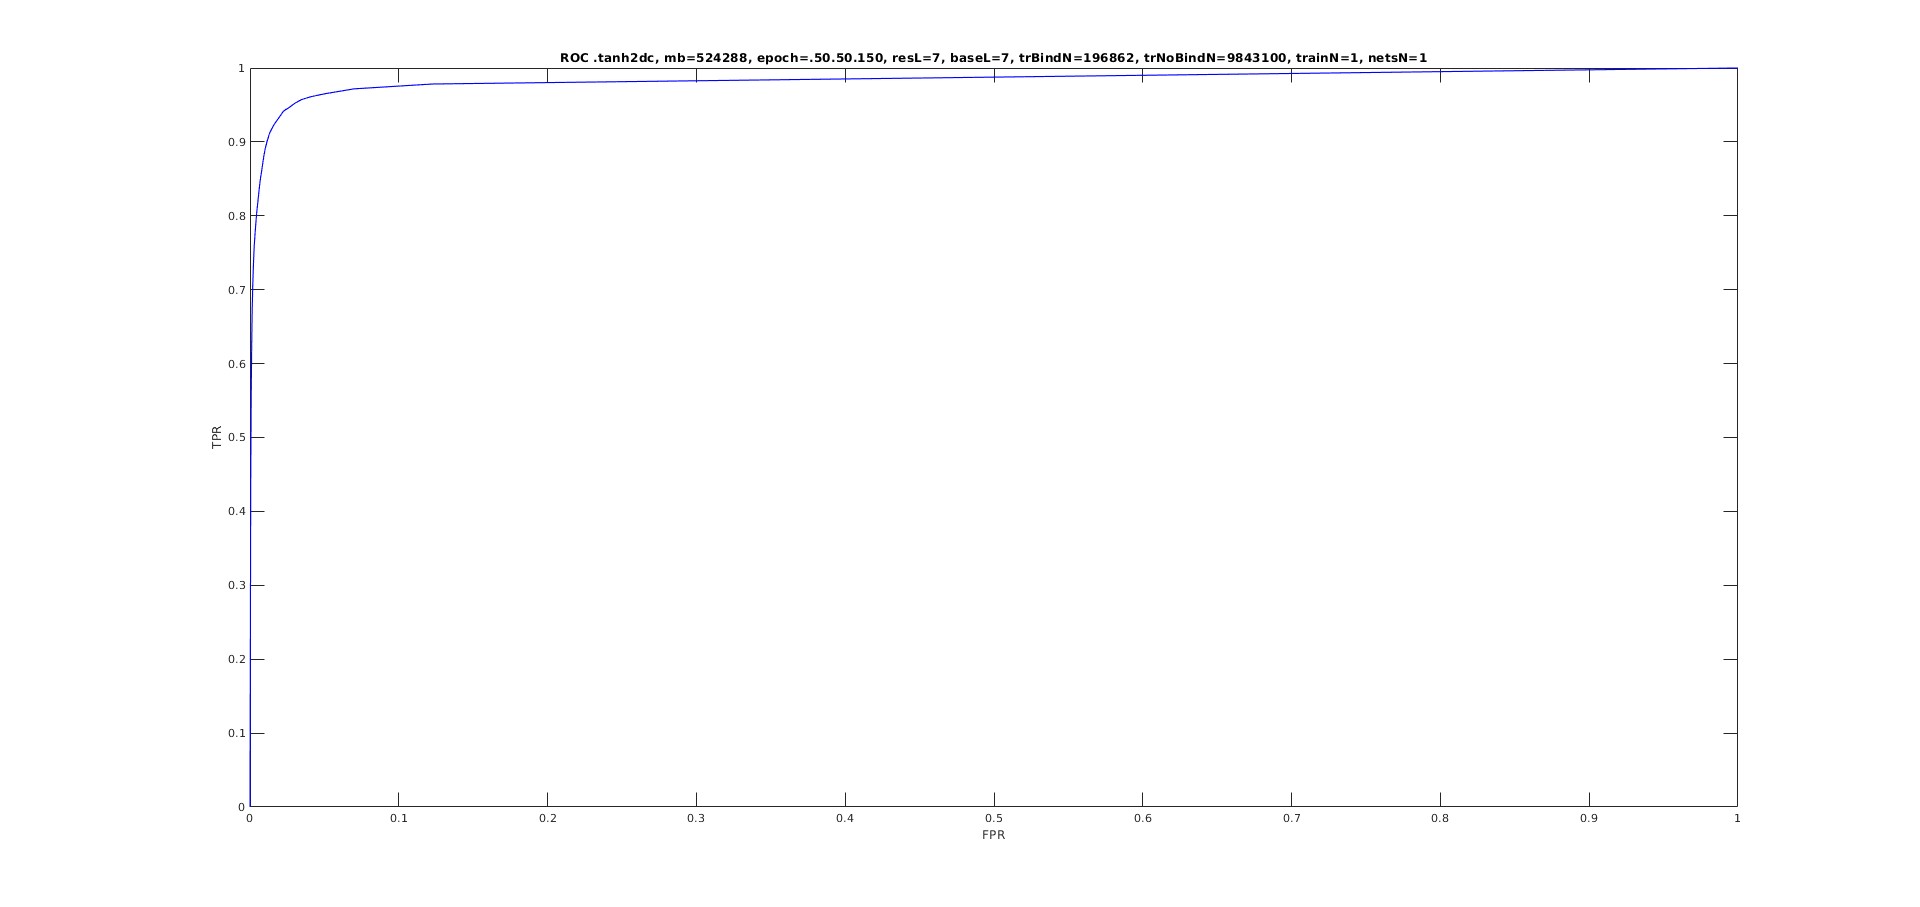 ROC .tanh2dc, mb=524288, epoch=.50.50.150, resL=7, baseL=7, trBindN=196862, trNoBindN=9843100, trainN=1, netsN=1
1
0.9
0.8
0.7
0.6
0.5
0.4
0.3
0.2
0.1
0
TPR
0 0.1 0.2 0.3 0.4 0.5 0.6 0.7 0.8 0.9 1
FPR